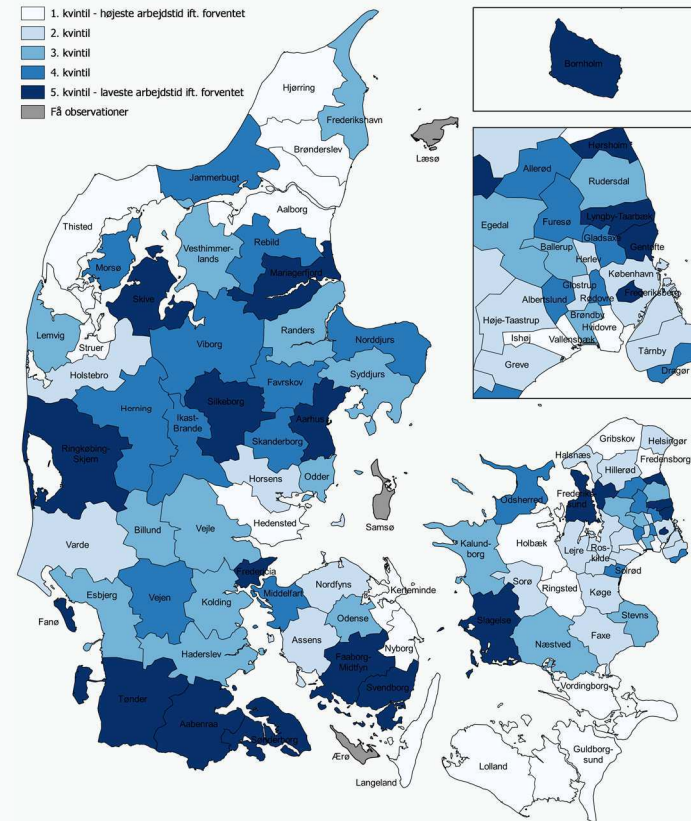 1. kvintil - højeste arbejdstid ift. forventet
2. kvintil
3. kvintil
4. kvintil
5. kvintil - laveste arbejdstid ift. forventet
Få observationer
Hjørring
Frederikshavn
Brønderslev
Læsø
Jammerbugt
Aalborg
Thisted
Vesthimmer-
lands
Rebild
Morsø
Mariagerfjord
Skive
Lemvig
Struer
Viborg
Randers
Norddjurs
Holstebro
Favrskov
Syddjurs
Herning
Ikast-
Brande
Silkeborg
Aarhus
Ringkøbing-
Skjern
Skanderborg
Horsens
Odder
Samsø
Hedensted
Varde
Billund
Vejle
Fredericia
Esbjerg
Vejen
Kolding
Middelfart
Nordfyns
Kerteminde
Fanø
Odense
Assens
Nyborg
Haderslev
Faaborg-
Midtfyn
Svendborg
Tønder
Aabenraa
Sønderborg
Ærø
Langeland
Bornholm
Hørsholm
Allerød
Rudersdal
Egedal
Furesø
Lyngby-Taarbæk
Gladsaxe
Gentofte
Ballerup
Herlev
København
Glostrup
Frederiksberg
Albertslund
Rødovre
Brøndby
Høje-Taastrup
Hvidovre
Ishøj
Vallensbæk
Tårnby
Greve
Dragør
Gribskov
Helsingør
Halsnæs
Fredensborg
Hillerød
Odsherred
Frederiks-
sund
Kalund-
borg
Holbæk
Lejre
Ros-
kilde
Solrød
Sorø
Ringsted
Køge
Slagelse
Stevns
Næstved
Faxe
Vordingborg
Guldborg-
sund
Lolland